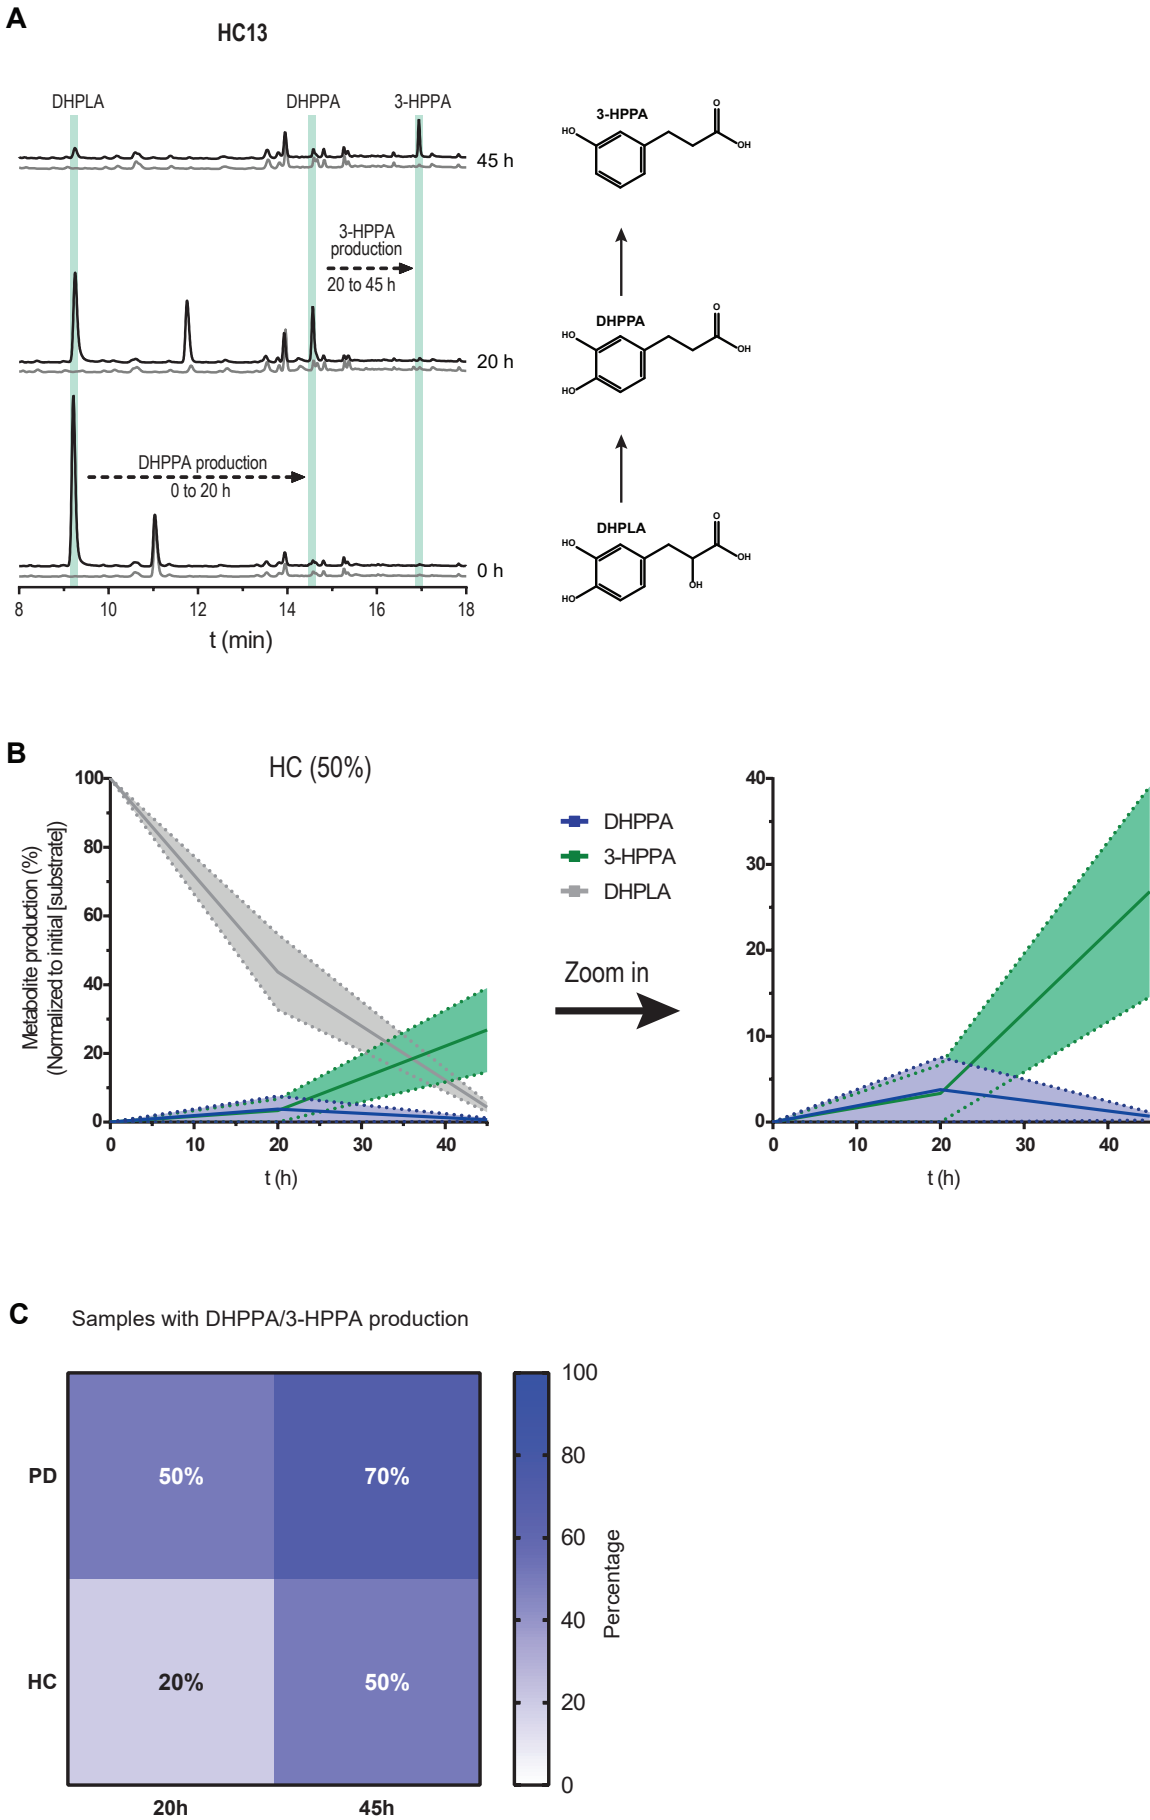 A
HC13
DHPLA
DHPPA
3-HPPA
45 h
3-HPPA
production
20 to 45 h
20 h
DHPPA production
0 to 20 h
0 h
8
10
12
14
16
18
t (min)
3-HPPA
O
HO
OH
DHPPA
O
HO
OH
HO
DHPLA
O
HO
OH
OH
HO
B
HC (50%)
Metabolite production (%)
(Normalized to initial [substrate])
100
80
60
40
20
0
0
10
20
30
40
t (h)
DHPPA
3-HPPA
DHPLA
Zoom in
40
30
20
10
0
0
10
20
30
40
t (h)
C
Samples with DHPPA/3-HPPA production
PD
50%
70%
HC
20%
50%
20h
45h
100
80
60
40
20
0
Percentage